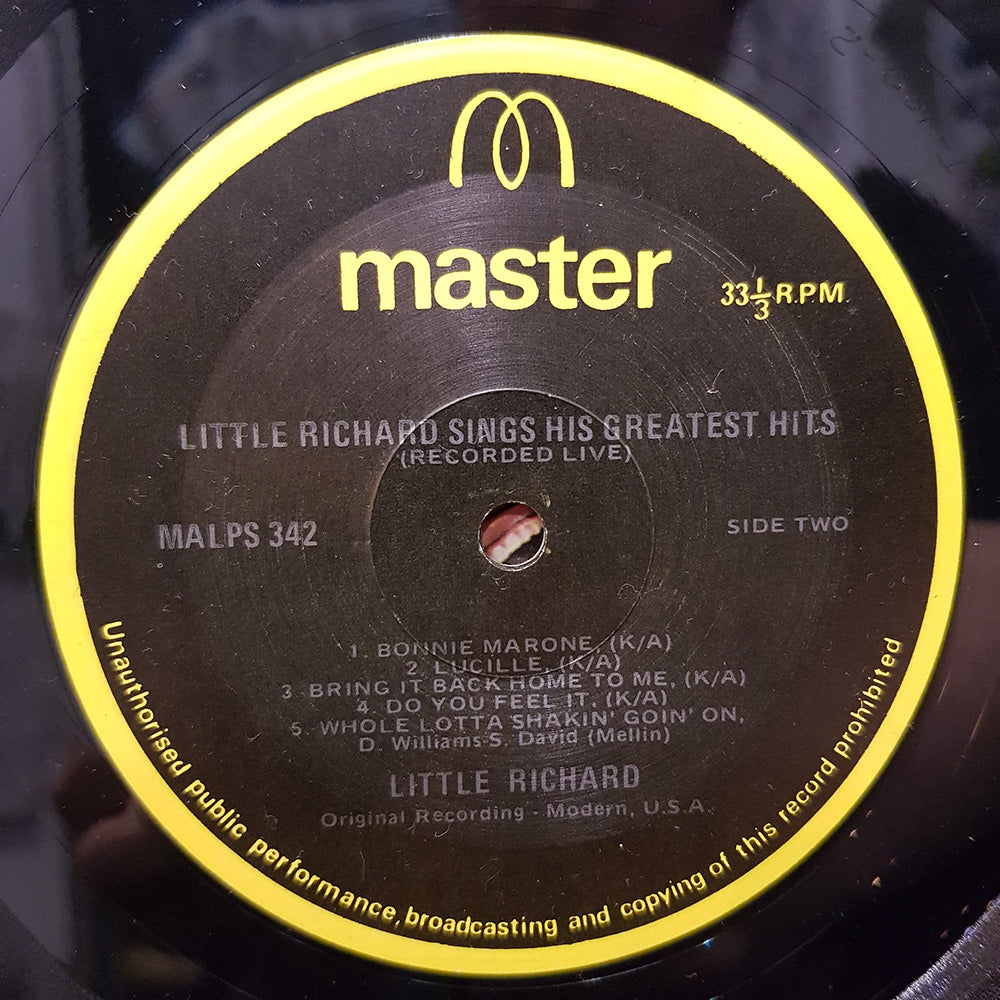 master
33⅓ R.P.M.
LITTLE RICHARD SINGS HIS GREATEST HITS
(RECORDED LIVE)
MALPS 342
SIDE TWO
1. BONNIE MARONE, (K/A)
2. LUCILLE, (K/A)
3. BRING IT BACK HOME TO ME, (K/A)
4. DO YOU FEEL IT, (K/A)
5. WHOLE LOTTA SHAKIN' GOIN' ON,
D. Williams-S. David (Mellin)
LITTLE RICHARD
Original Recording - Modern, U.S.A.
Unauthorised public performance, broadcasting and copying of this record prohibited